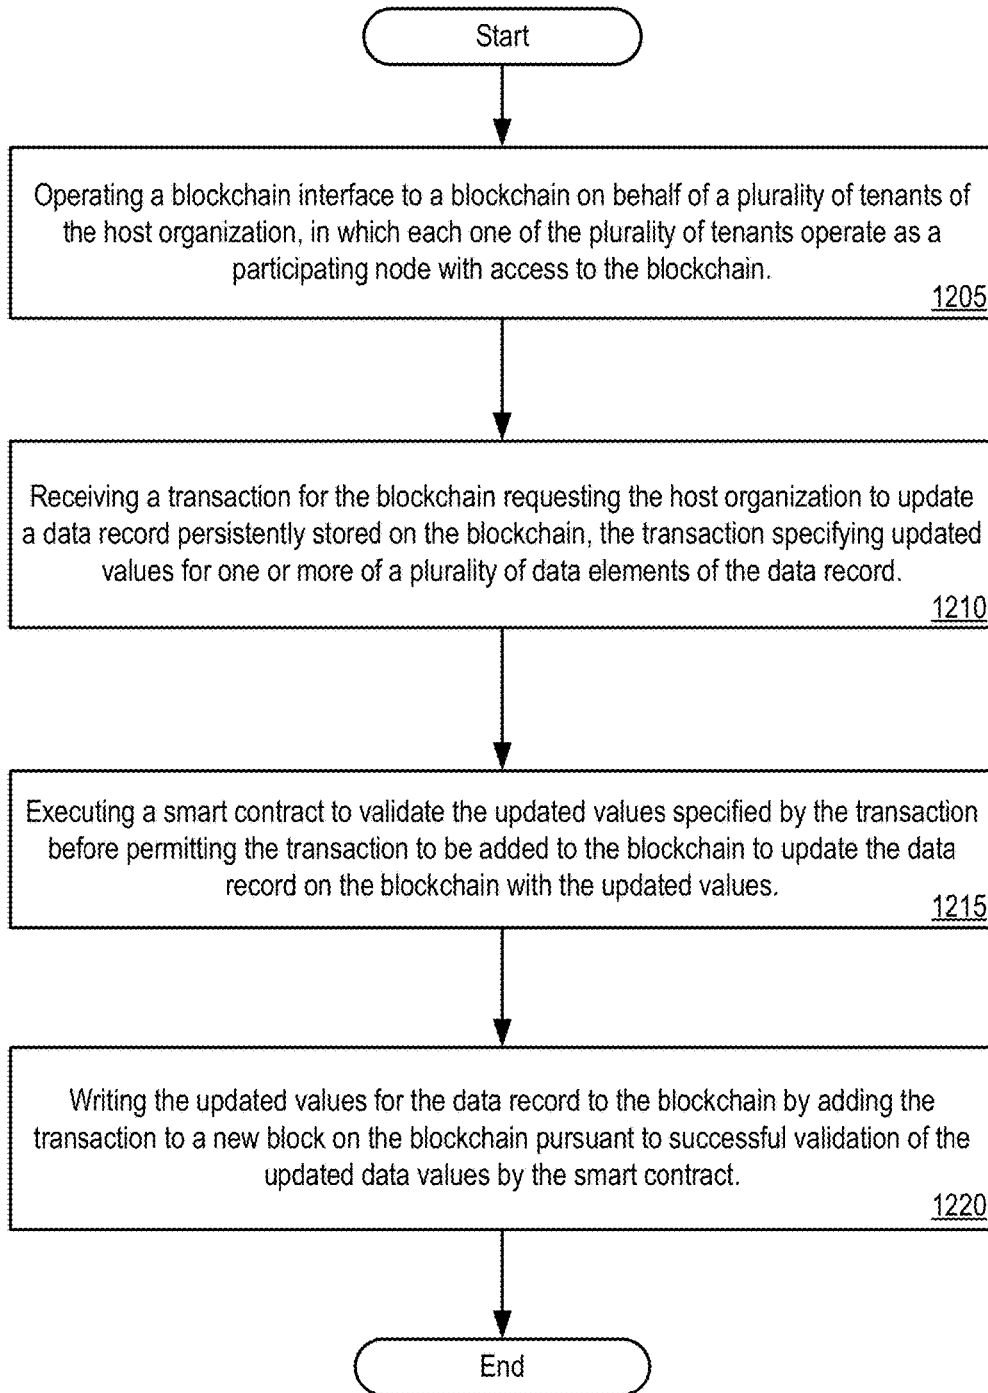 Start
Operating a blockchain interface to a blockchain on behalf of a plurality of tenants of
the host organization, in which each one of the plurality of tenants operate as a
participating node with access to the blockchain.
1205
Receiving a transaction for the blockchain requesting the host organization to update
a data record persistently stored on the blockchain, the transaction specifying updated
values for one or more of a plurality of data elements of the data record.
1210
Executing a smart contract to validate the updated values specified by the transaction
before permitting the transaction to be added to the blockchain to update the data
record on the blockchain with the updated values.
1215
Writing the updated values for the data record to the blockchain by adding the
transaction to a new block on the blockchain pursuant to successful validation of the
updated data values by the smart contract.
1220
End